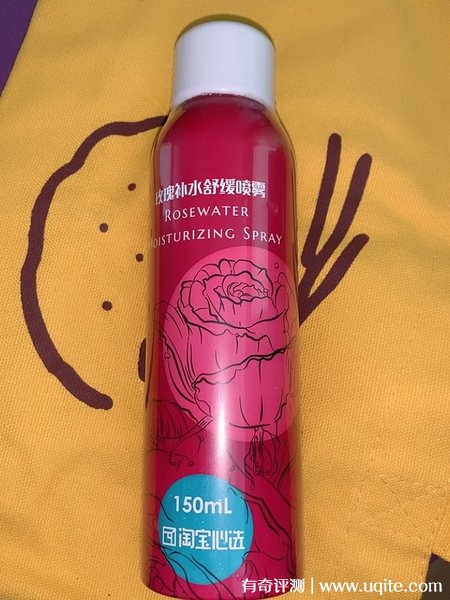 玫瑰补水舒缓喷雾
ROSEWATER
MOISTURIZING SPRAY
150mL
淘宝心选
有奇评测 | www.uqite.com